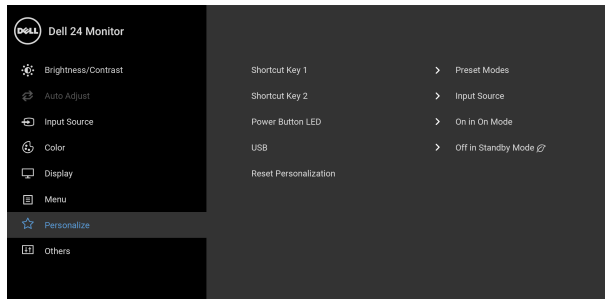 DELL Dell 24 Monitor
Brightness/Contrast
Auto Adjust
Input Source
Color
Display
Menu
Personalize
Others
Shortcut Key 1 > Preset Modes
Shortcut Key 2 > Input Source
Power Button LED > On in On Mode
USB > Off in Standby Mode
Reset Personalization